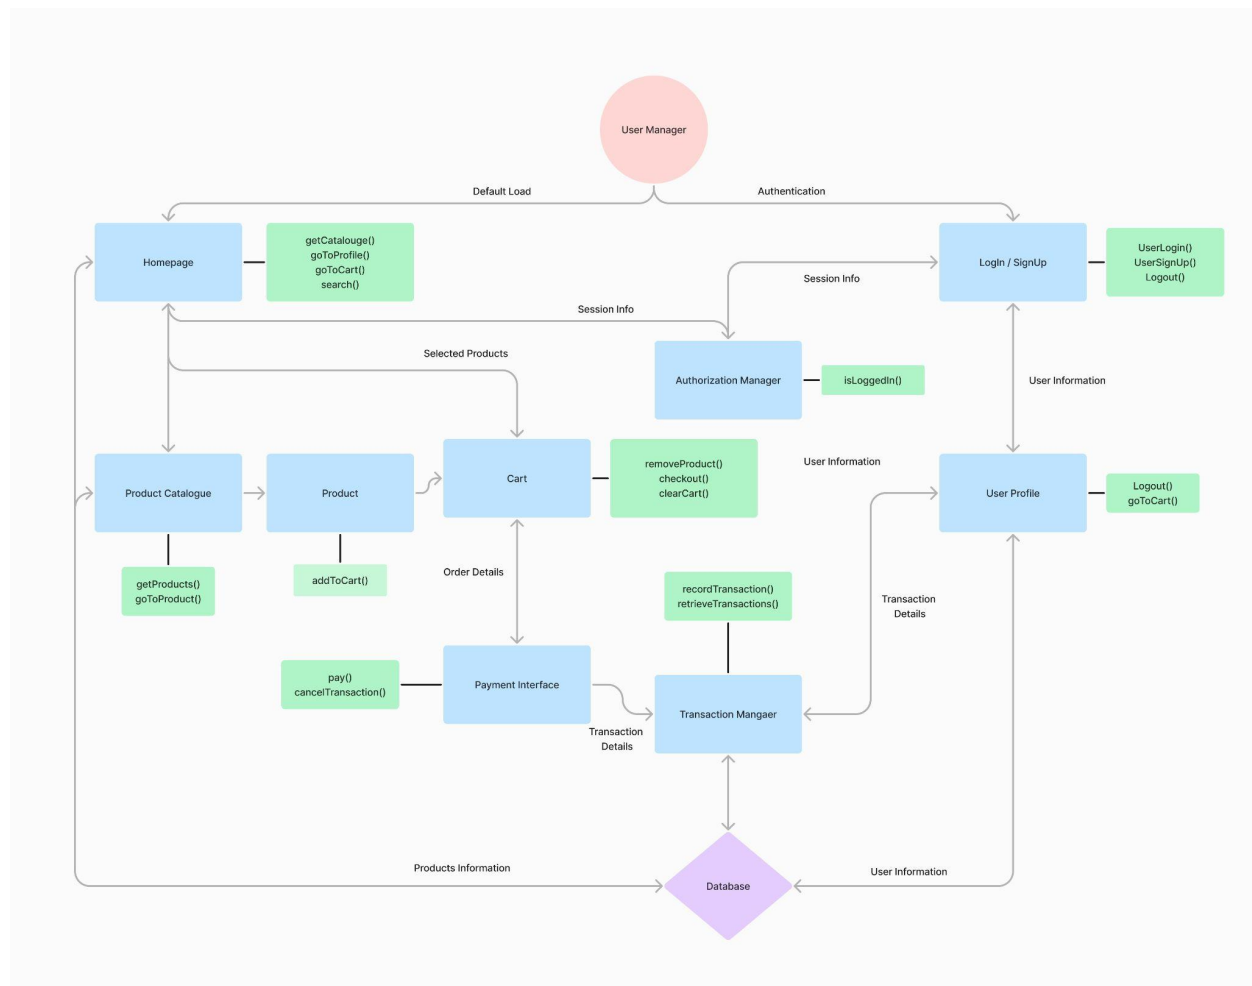 User Manager
Default Load
Authentication
Homepage
getCatalouge()
goToProfile()
goToCart()
search()
LogIn / SignUp
UserLogin()
UserSignUp()
Logout()
Session Info
Session Info
Selected Products
Authorization Manager
isLoggedIn()
User Information
Product Catalogue
Product
Cart
removeProduct()
checkout()
clearCart()
User Information
User Profile
Logout()
goToCart()
getProducts()
goToProduct()
addToCart()
Order Details
recordTransaction()
retrieveTransactions()
Transaction
Details
pay()
cancelTransaction()
Payment Interface
Transaction
Details
Transaction Mangaer
Products Information
Database
User Information